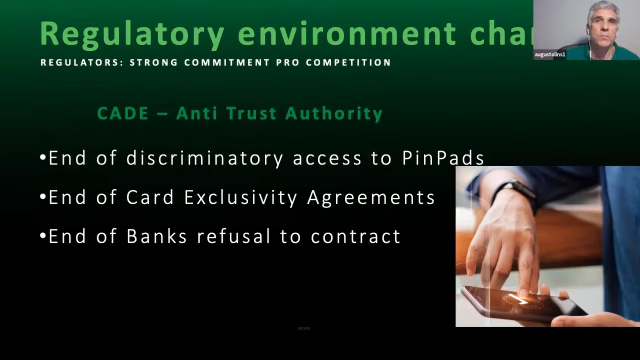 Regulatory environment cha
REGULATORS: STRONG COMMITMENT PRO COMPETITION
augustolins1
CADE – Anti Trust Authority
•End of discriminatory access to PinPads
•End of Card Exclusivity Agreements
•End of Banks refusal to contract